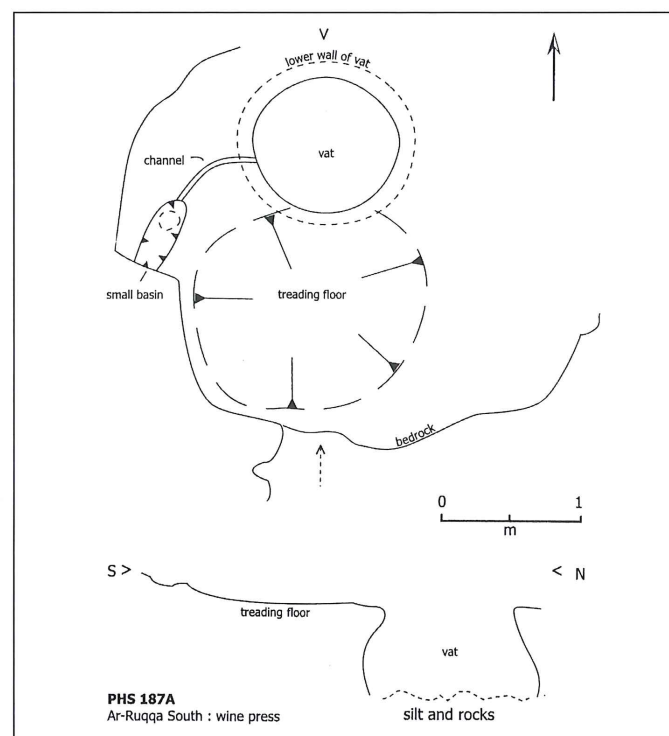 V
lower wall of vat
vat
channel
small basin
treading floor
bedrock
0 1
m
S > < N
treading floor
vat
silt and rocks
PHS 187A
Ar-Ruqqa South : wine press